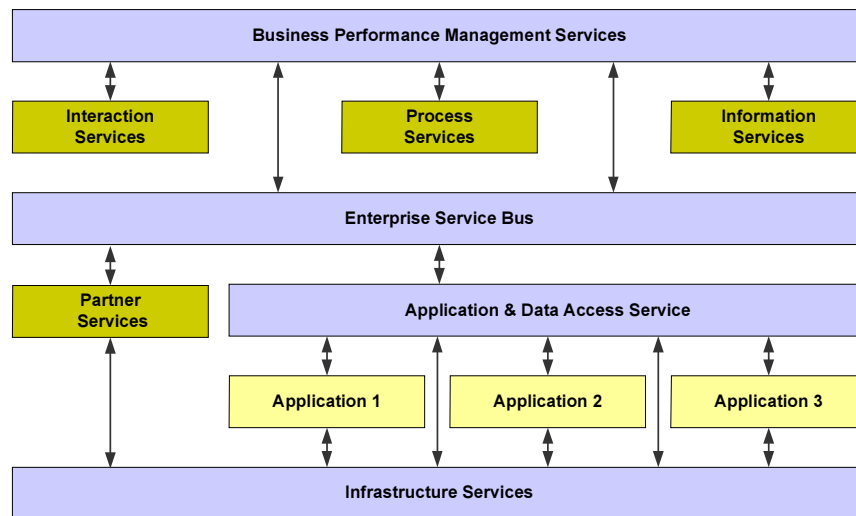 Business Performance Management Services
Interaction
Services
Process
Services
Information
Services
Enterprise Service Bus
Partner
Services
Application & Data Access Service
Application 1
Application 2
Application 3
Infrastructure Services